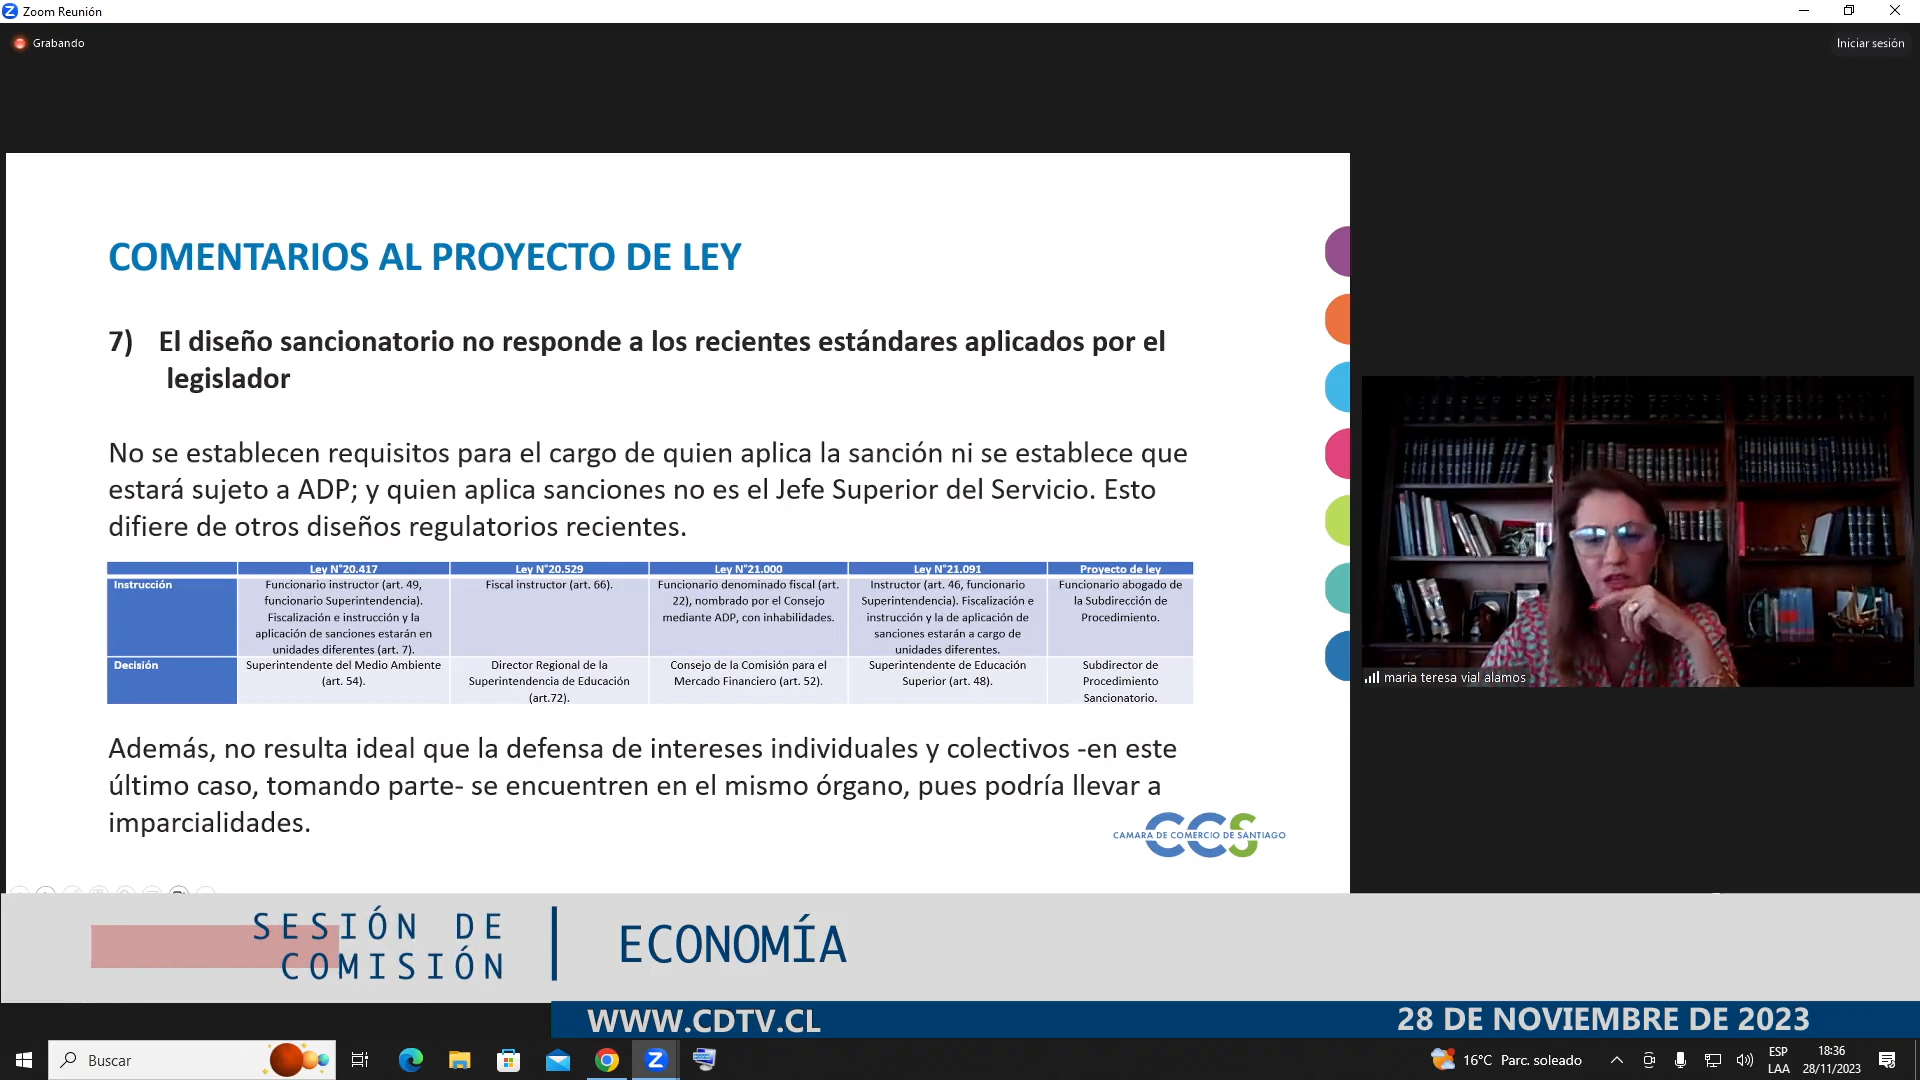 Zoom Reunión
Grabando
Iniciar sesión
COMENTARIOS AL PROYECTO DE LEY
7) El diseño sancionatorio no responde a los recientes estándares aplicados por el
legislador
No se establecen requisitos para el cargo de quien aplica la sanción ni se establece que
estará sujeto a ADP; y quien aplica sanciones no es el Jefe Superior del Servicio. Esto
difiere de otros diseños regulatorios recientes.
Ley N°20.417 Ley N°20.529 Ley N°21.000 Ley N°21.091 Proyecto de ley
Instrucción
Funcionario instructor (art. 49,
funcionario Superintendencia).
Fiscalización e instrucción y la
aplicación de sanciones estarán en
unidades diferentes (art. 7).
Fiscal instructor (art. 66).
Funcionario denominado fiscal (art.
22), nombrado por el Consejo
mediante ADP, con inhabilidades.
Instructor (art. 46, funcionario
Superintendencia). Fiscalización e
instrucción y la de aplicación de
sanciones estarán a cargo de
unidades diferentes.
Funcionario abogado de
la Subdirección de
Procedimiento.
Decisión
Superintendente del Medio Ambiente
(art. 54).
Director Regional de la
Superintendencia de Educación
(art.72).
Consejo de la Comisión para el
Mercado Financiero (art. 52).
Superintendente de Educación
Superior (art. 48).
Subdirector de
Procedimiento
Sancionatorio.
Además, no resulta ideal que la defensa de intereses individuales y colectivos -en este
último caso, tomando parte- se encuentren en el mismo órgano, pues podría llevar a
imparcialidades.
CCS
CAMARA DE COMERCIO DE SANTIAGO
maria teresa vial alamos
SESIÓN DE
COMISIÓN
ECONOMÍA
WWW.CDTV.CL
28 DE NOVIEMBRE DE 2023
Buscar
16°C Parc. soleado
ESP
LAA
18:36
28/11/2023